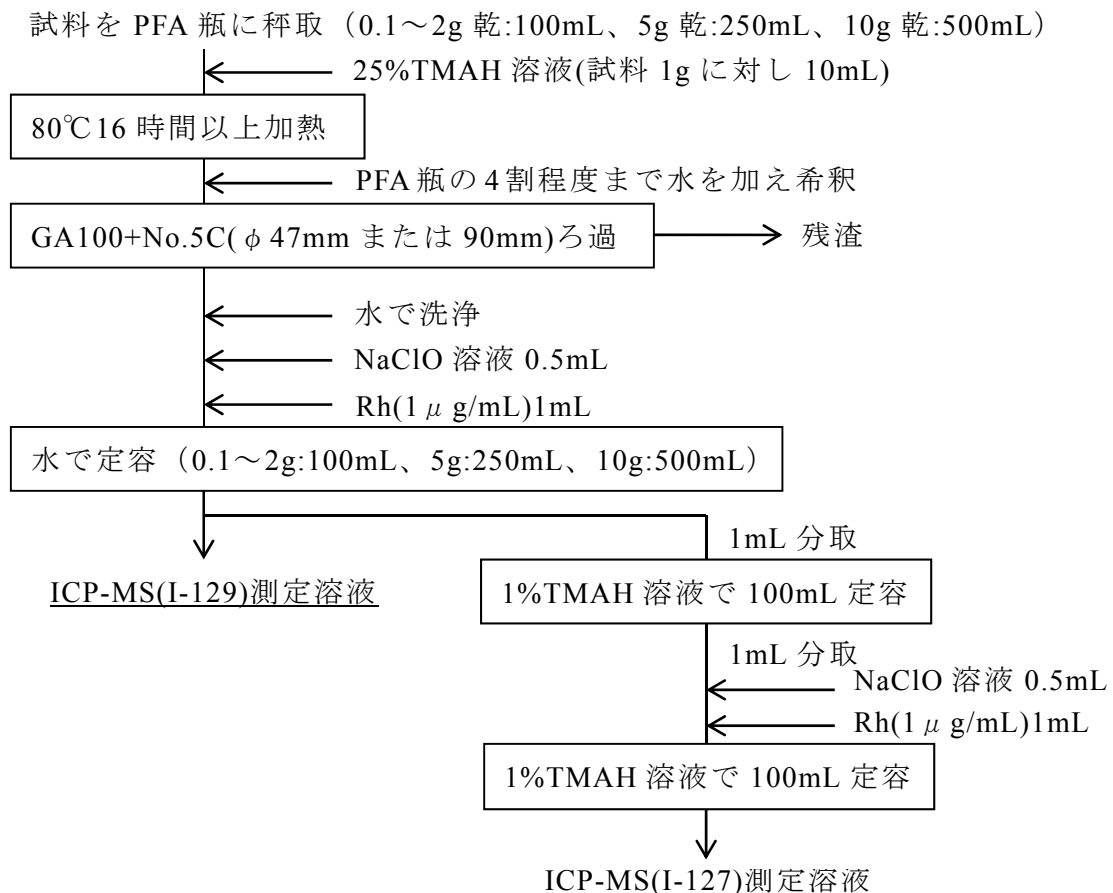 試料を PFA 瓶に秤取（0.1～2g 乾:100mL、5g 乾:250mL、10g 乾:500mL）
25%TMAH 溶液(試料 1g に対し 10mL)
80℃16 時間以上加熱
PFA 瓶の 4 割程度まで水を加え希釈
GA100+No.5C(φ47mm または 90mm)ろ過
残渣
水で洗浄
NaClO 溶液 0.5mL
Rh(1μg/mL)1mL
水で定容（0.1～2g:100mL、5g:250mL、10g:500mL）
1mL 分取
ICP-MS(I-129)測定溶液
1%TMAH 溶液で 100mL 定容
1mL 分取
NaClO 溶液 0.5mL
Rh(1μg/mL)1mL
1%TMAH 溶液で 100mL 定容
ICP-MS(I-127)測定溶液